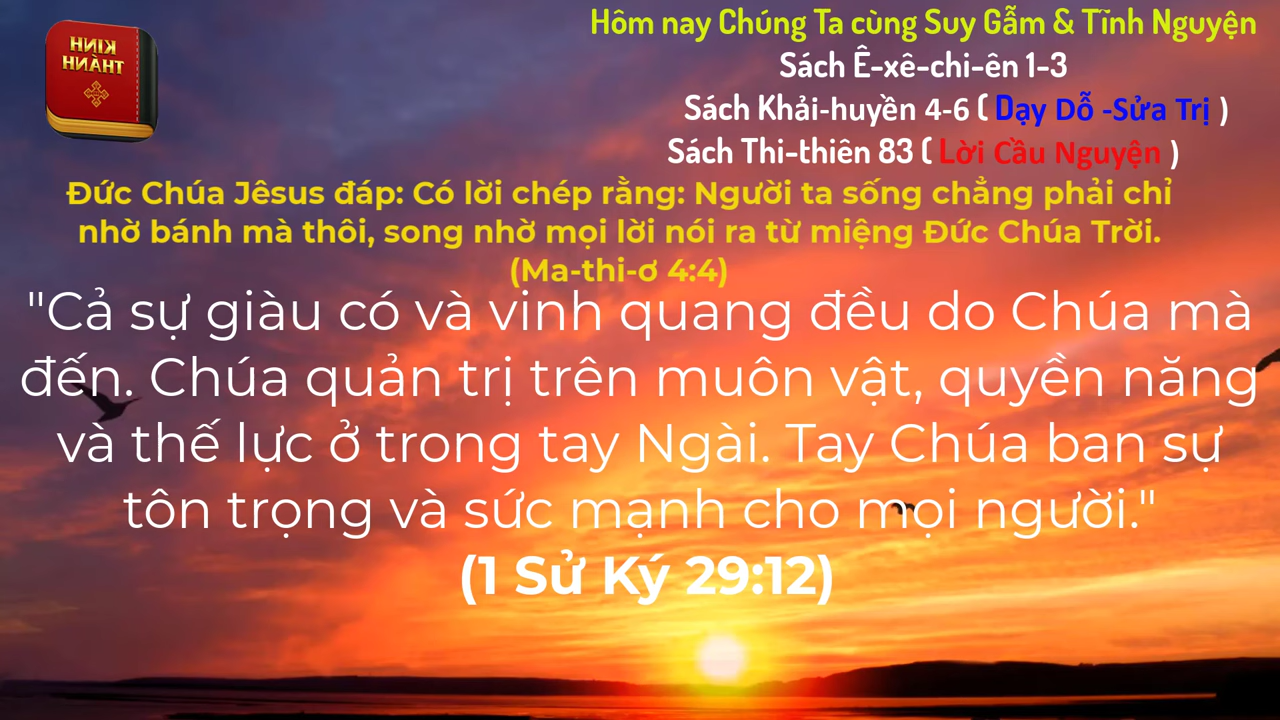 KINH
THÁNH
Hôm nay Chúng Ta cùng Suy Gẫm & Tĩnh Nguyện
Sách Ê-xê-chi-ên 1-3
Sách Khải-huyền 4-6 ( Dạy Dỗ -Sửa Trị )
Sách Thi-thiên 83 ( Lời Cầu Nguyện )
Đức Chúa Jêsus đáp: Có lời chép rằng: Người ta sống chẳng phải chỉ
nhờ bánh mà thôi, song nhờ mọi lời nói ra từ miệng Đức Chúa Trời.
(Ma-thi-ơ 4:4)
"Cả sự giàu có và vinh quang đều do Chúa mà
đến. Chúa quản trị trên muôn vật, quyền năng
và thế lực ở trong tay Ngài. Tay Chúa ban sự
tôn trọng và sức mạnh cho mọi người."
(1 Sử Ký 29:12)